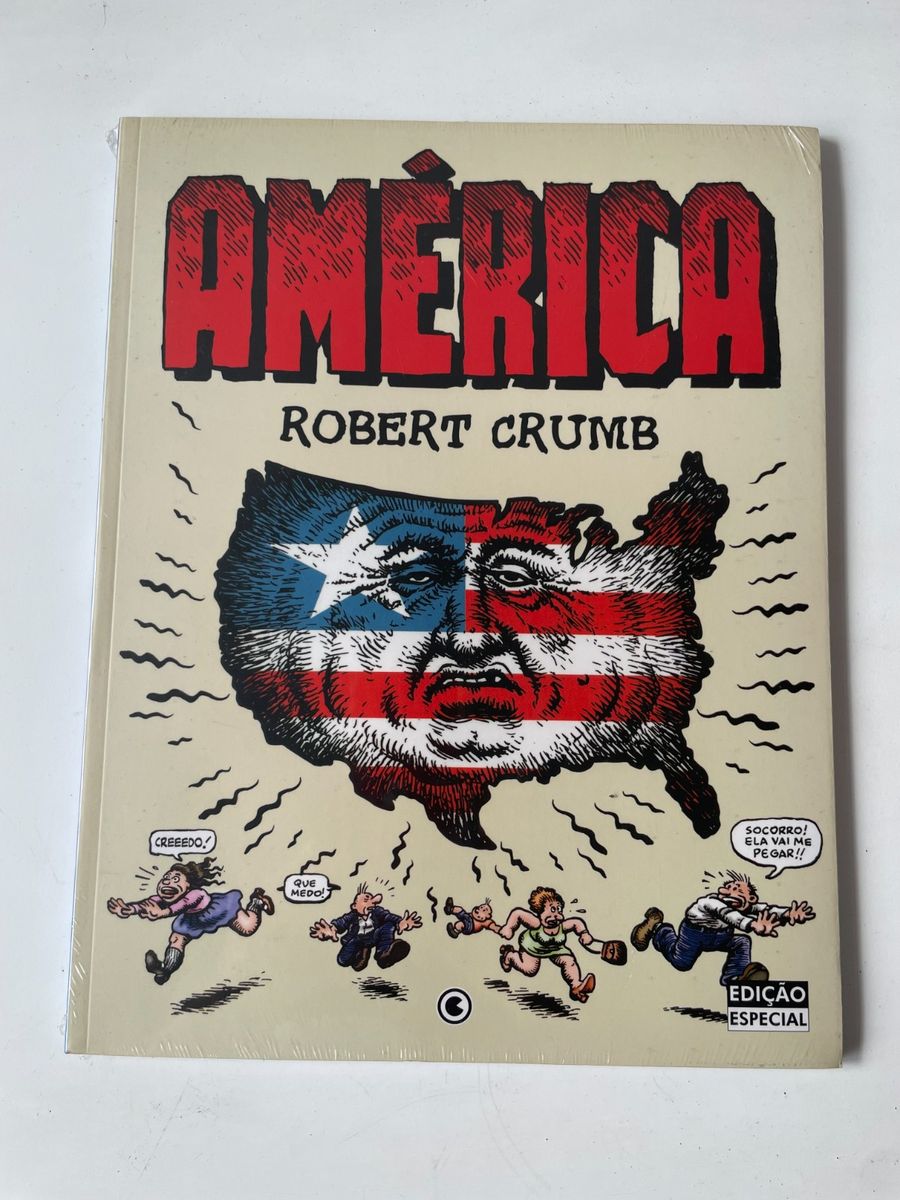 AMÉRICA
ROBERT CRUMB
CREEEDO!
QUE
MEDO!
SOCORRO!
ELA VAI ME
PEGAR!!
EDIÇÃO
ESPECIAL